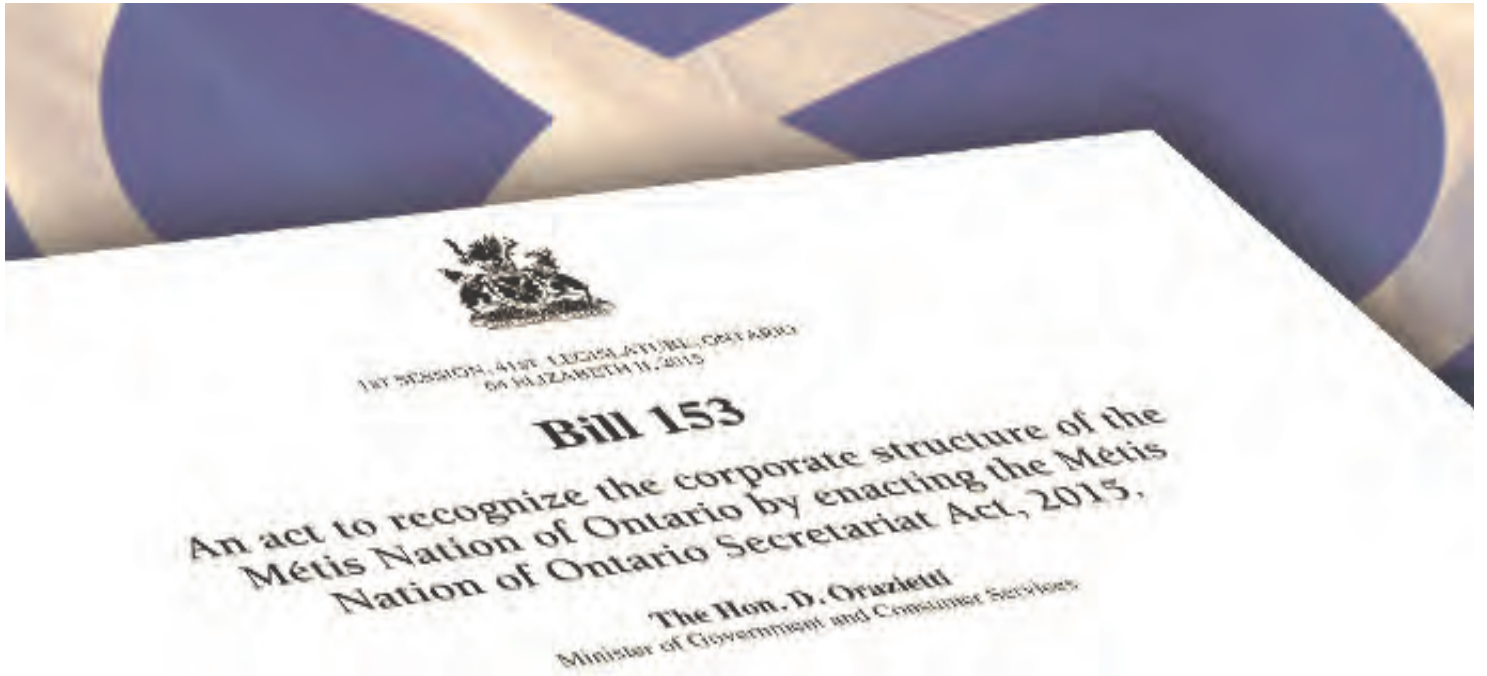 1ST SESSION, 41ST LEGISLATURE, ONTARIO
64 ELIZABETH II, 2015
Bill 153
An act to recognize the corporate structure of the
Métis Nation of Ontario by enacting the Métis
Nation of Ontario Secretariat Act, 2015.
The Hon. D. Orazietti
Minister of Government and Consumer Services